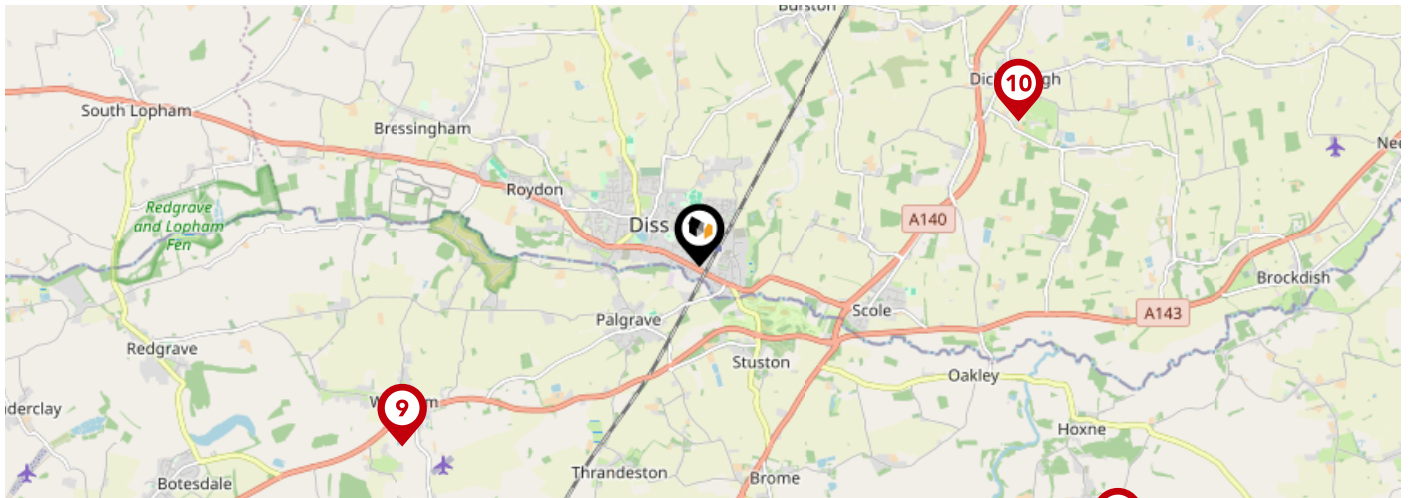 Burston
10
South Lopham
Bressingham
Roydon
Redgrave
and Lopham
Fen
Diss
A140
Brockdish
A143
Scole
Palgrave
Redgrave
Stuston
Oakley
9
Hoxne
Thrandeston
Brome
Botesdale